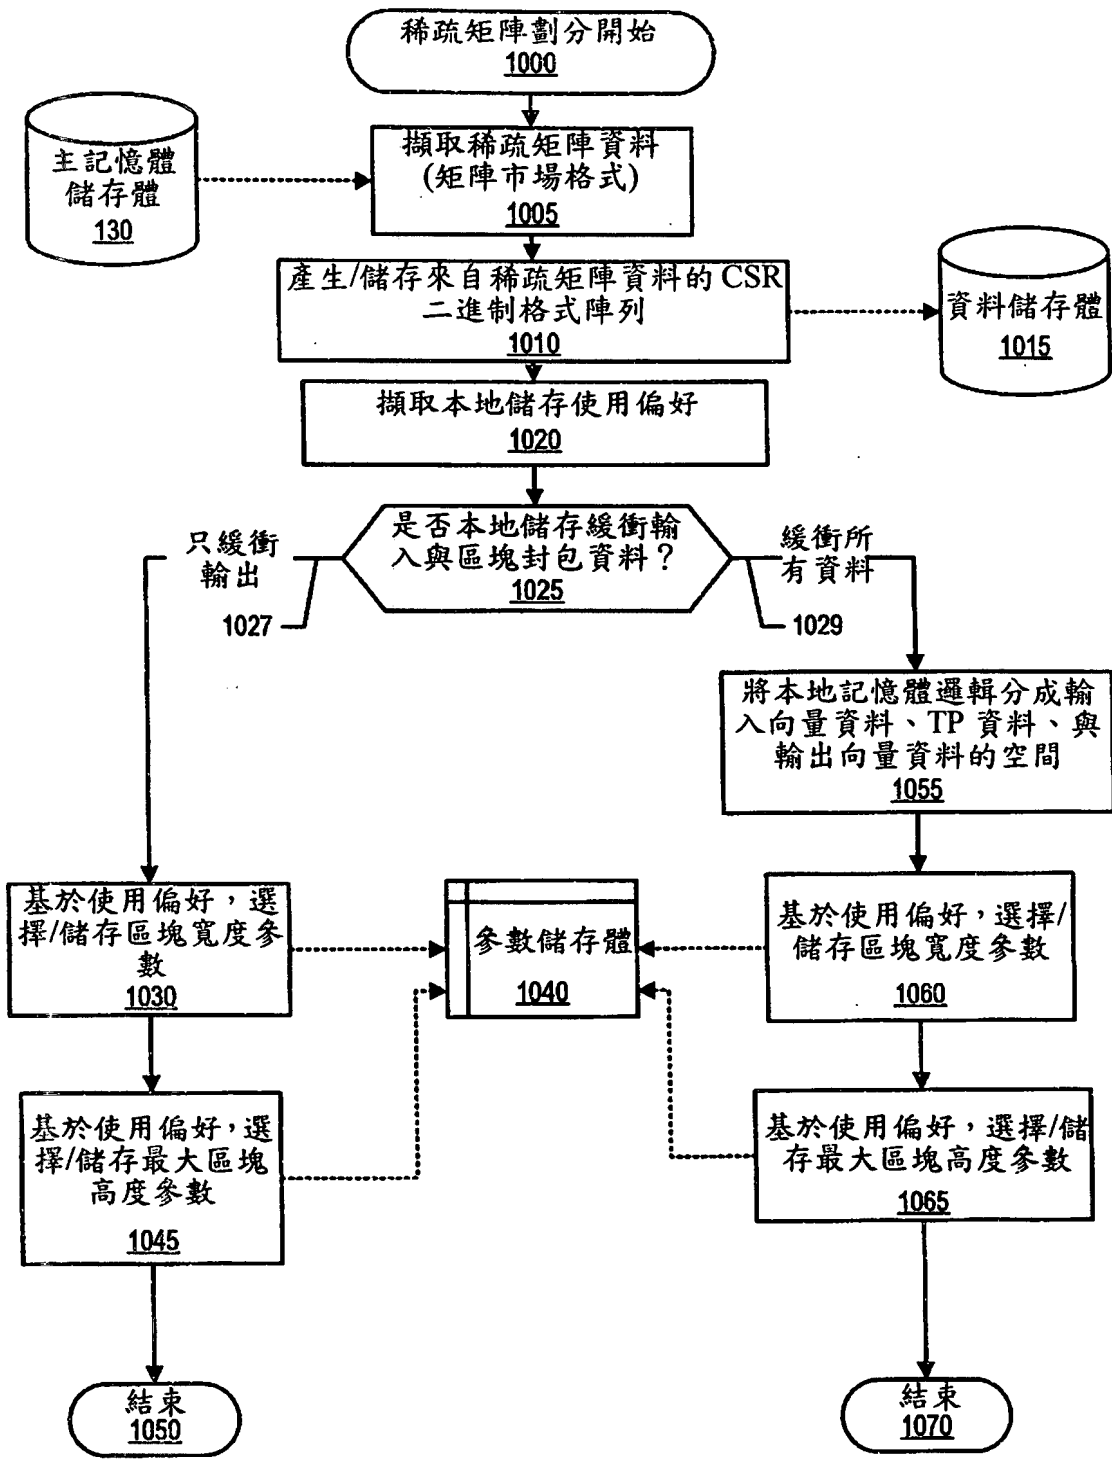 稀疏矩陣劃分開始
1000
主記憶體
儲存體
130
擷取稀疏矩陣資料
(矩陣市場格式)
1005
產生/儲存來自稀疏矩陣資料的 CSR
二進制格式陣列
1010
資料儲存體
1015
擷取本地儲存使用偏好
1020
是否本地儲存緩衝輸
入與區塊封包資料？
1025
只緩衝
輸出
1027
緩衝所
有資料
1029
將本地記憶體邏輯分成輸
入向量資料、TP 資料、與
輸出向量資料的空間
1055
基於使用偏好，選
擇/儲存區塊寬度參
數
1030
參數儲存體
1040
基於使用偏好，選擇/
儲存區塊寬度參數
1060
基於使用偏好，選
擇/儲存最大區塊
高度參數
1045
基於使用偏好，選擇/儲
存最大區塊高度參數
1065
結束
1050
結束
1070